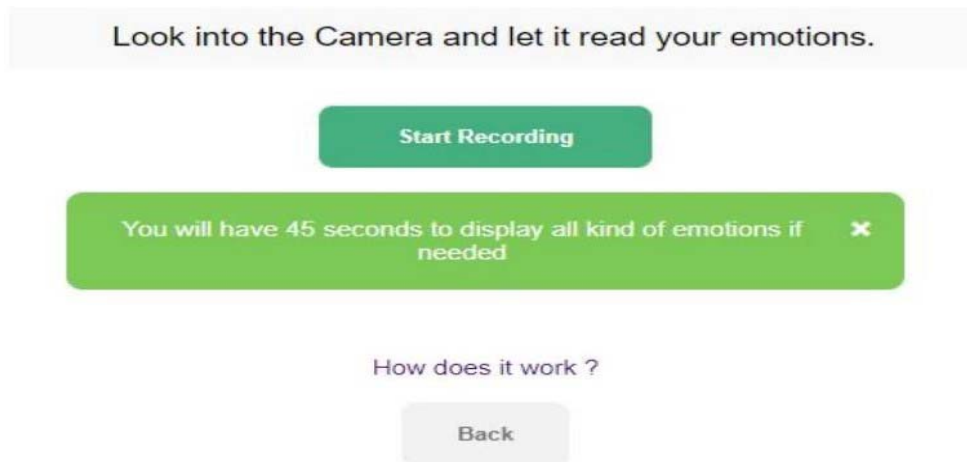 Look into the Camera and let it read your emotions.
Start Recording
You will have 45 seconds to display all kind of emotions if
needed
How does it work ?
Back